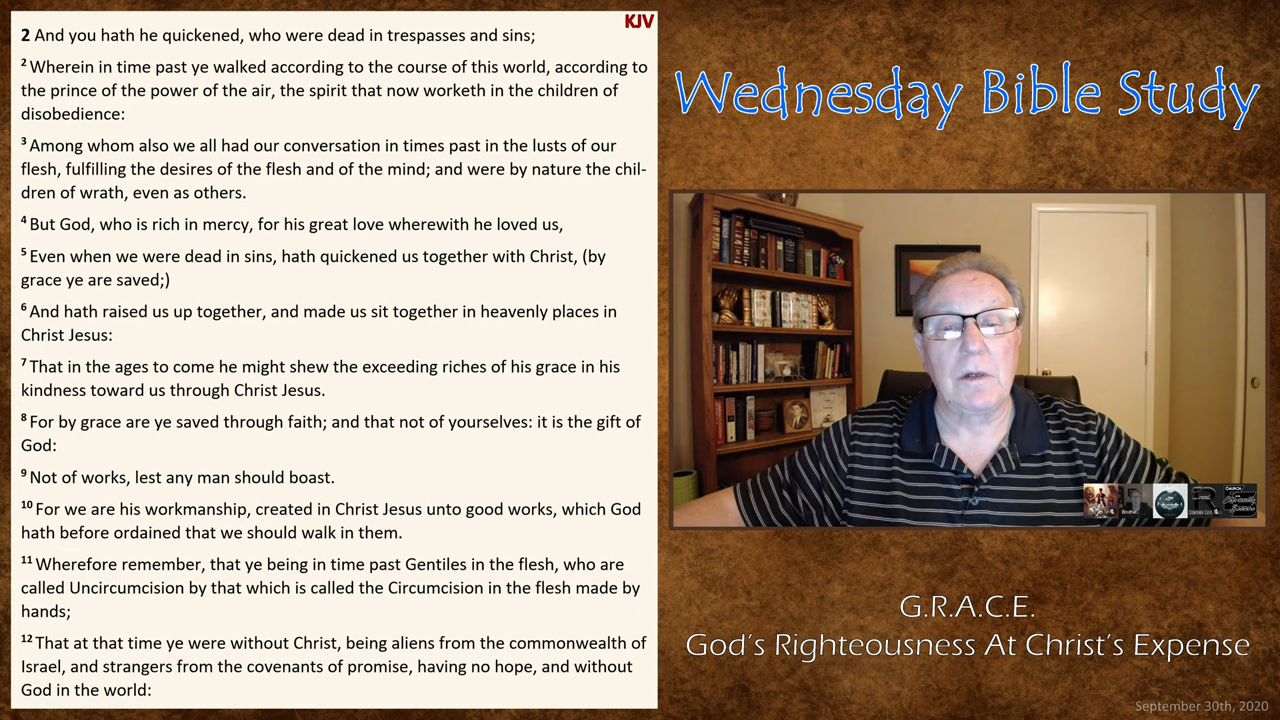 KJV
2 And you hath he quickened, who were dead in trespasses and sins;
2 Wherein in time past ye walked according to the course of this world, according to
the prince of the power of the air, the spirit that now worketh in the children of
disobedience:
3 Among whom also we all had our conversation in times past in the lusts of our
flesh, fulfilling the desires of the flesh and of the mind; and were by nature the chil-
dren of wrath, even as others.
4 But God, who is rich in mercy, for his great love wherewith he loved us,
5 Even when we were dead in sins, hath quickened us together with Christ, (by
grace ye are saved;)
6 And hath raised us up together, and made us sit together in heavenly places in
Christ Jesus:
7 That in the ages to come he might shew the exceeding riches of his grace in his
kindness toward us through Christ Jesus.
8 For by grace are ye saved through faith; and that not of yourselves: it is the gift of
God:
9 Not of works, lest any man should boast.
10 For we are his workmanship, created in Christ Jesus unto good works, which God
hath before ordained that we should walk in them.
11 Wherefore remember, that ye being in time past Gentiles in the flesh, who are
called Uncircumcision by that which is called the Circumcision in the flesh made by
hands;
12 That at that time ye were without Christ, being aliens from the commonwealth of
Israel, and strangers from the covenants of promise, having no hope, and without
God in the world:
Wednesday Bible Study
G.R.A.C.E.
God's Righteousness At Christ's Expense
September 30th, 2020